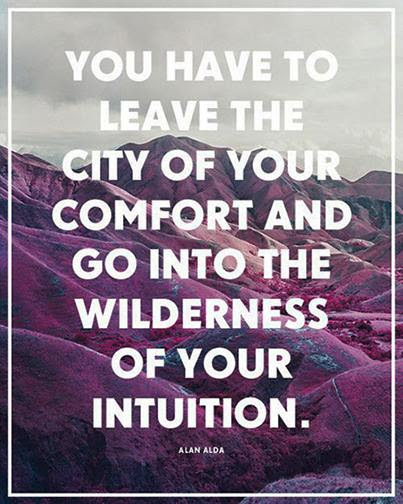 YOU HAVE TO
LEAVE THE
CITY OF YOUR
COMFORT AND
GO INTO THE
WILDERNESS
OF YOUR
INTUITION.
ALAN ALDA